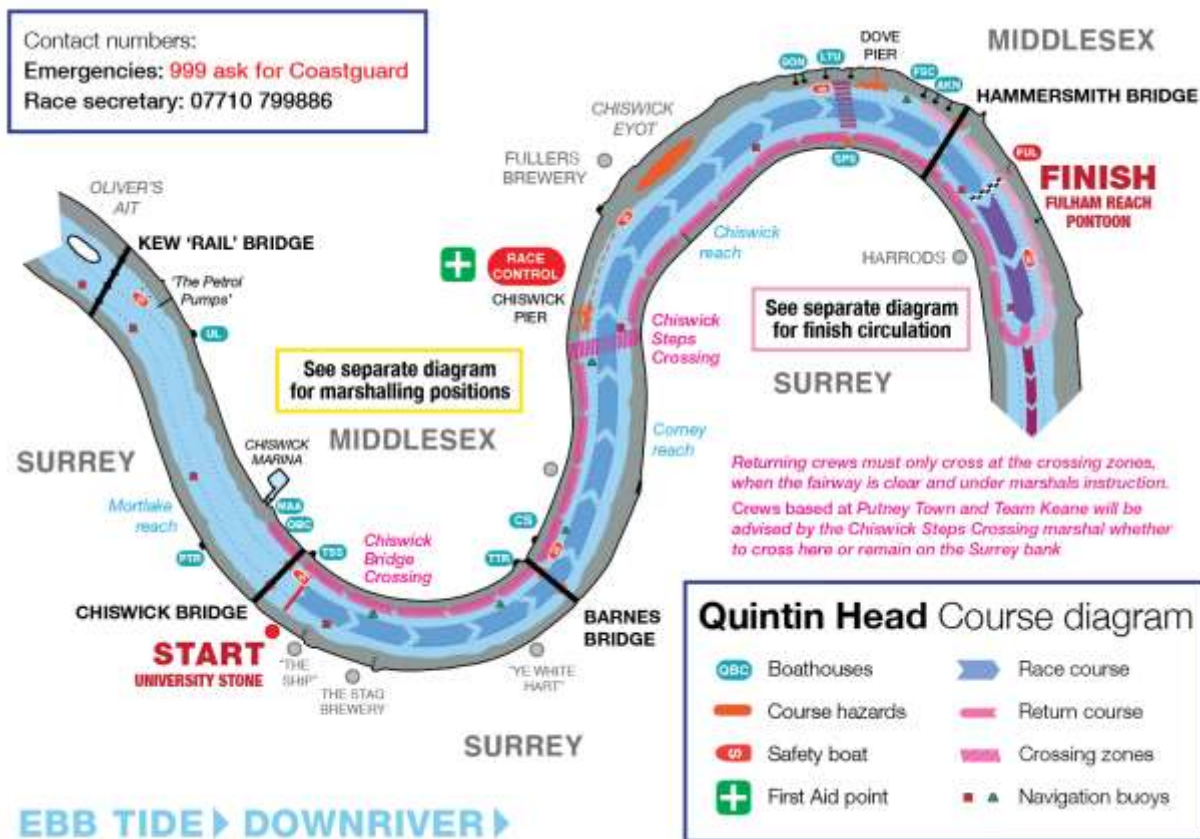 Contact numbers:
Emergencies: 999 ask for Coastguard
Race secretary: 07710 799886
OLIVER'S
AIT
KEW 'RAIL' BRIDGE
'The Petrol
Pumps'
UL
SURREY
Mortlake
reach
PTR
CHISWICK
MARINA
MAA
QBC
TSS
CHISWICK BRIDGE
START
UNIVERSITY STONE
"THE
SHIP"
THE STAG
BREWERY
Chiswick
Bridge
Crossing
See separate diagram
for marshalling positions
MIDDLESEX
CS
TTR
"YE WHITE
HART"
BARNES
BRIDGE
SURREY
Corney
reach
RACE
CONTROL
CHISWICK
PIER
Chiswick
Steps
Crossing
FULLERS
BREWERY
CHISWICK
EYOT
Chiswick
reach
SON
LTU
DOVE
PIER
FSC
AKN
SPS
MIDDLESEX
HAMMERSMITH BRIDGE
FUL
FINISH
FULHAM REACH
PONTOON
HARRODS
See separate diagram
for finish circulation
SURREY
Returning crews must only cross at the crossing zones,
when the fairway is clear and under marshals instruction.
Crews based at Putney Town and Team Keane will be
advised by the Chiswick Steps Crossing marshal whether
to cross here or remain on the Surrey bank
Quintin Head Course diagram
QBC Boathouses
Race course
Course hazards
Return course
S Safety boat
Crossing zones
First Aid point
Navigation buoys
EBB TIDE DOWNRIVER